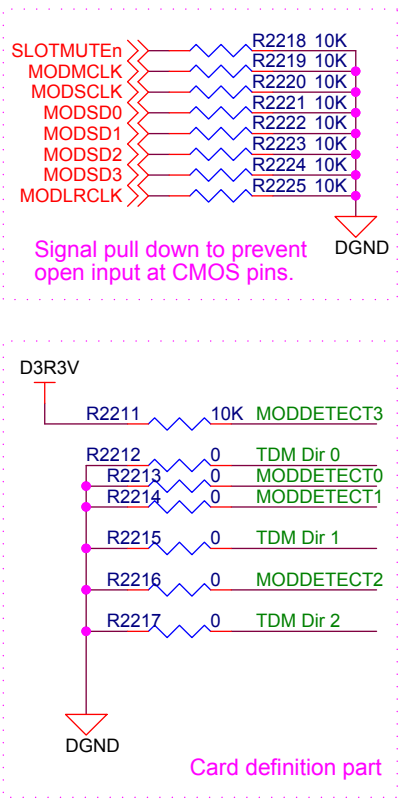 SLOTMUTEn R2218 10K
MODMCLK R2219 10K
MODSCLK R2220 10K
MODSD0 R2221 10K
MODSD1 R2222 10K
MODSD2 R2223 10K
MODSD3 R2224 10K
MODLRCLK R2225 10K
DGND
Signal pull down to prevent
open input at CMOS pins.
D3R3V
R2211 10K MODDETECT3
R2212 0 TDM Dir 0
R2213 0 MODDETECT0
R2214 0 MODDETECT1
R2215 0 TDM Dir 1
R2216 0 MODDETECT2
R2217 0 TDM Dir 2
DGND
Card definition part